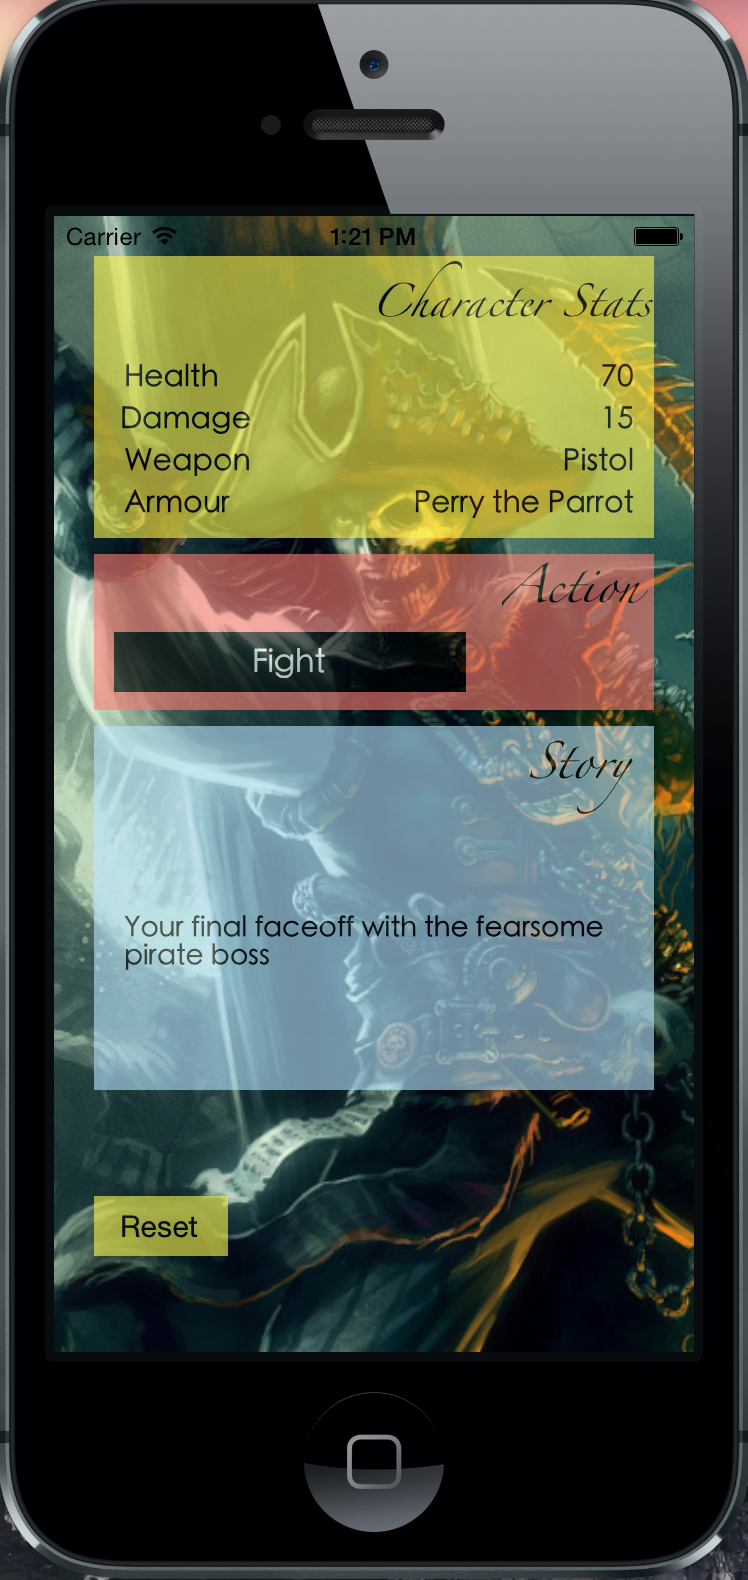 Carrier 1:21 PM
Character Stats
Health 70
Damage 15
Weapon Pistol
Armour Perry the Parrot
Action
Fight
Story
Your final faceoff with the fearsome
pirate boss
Reset